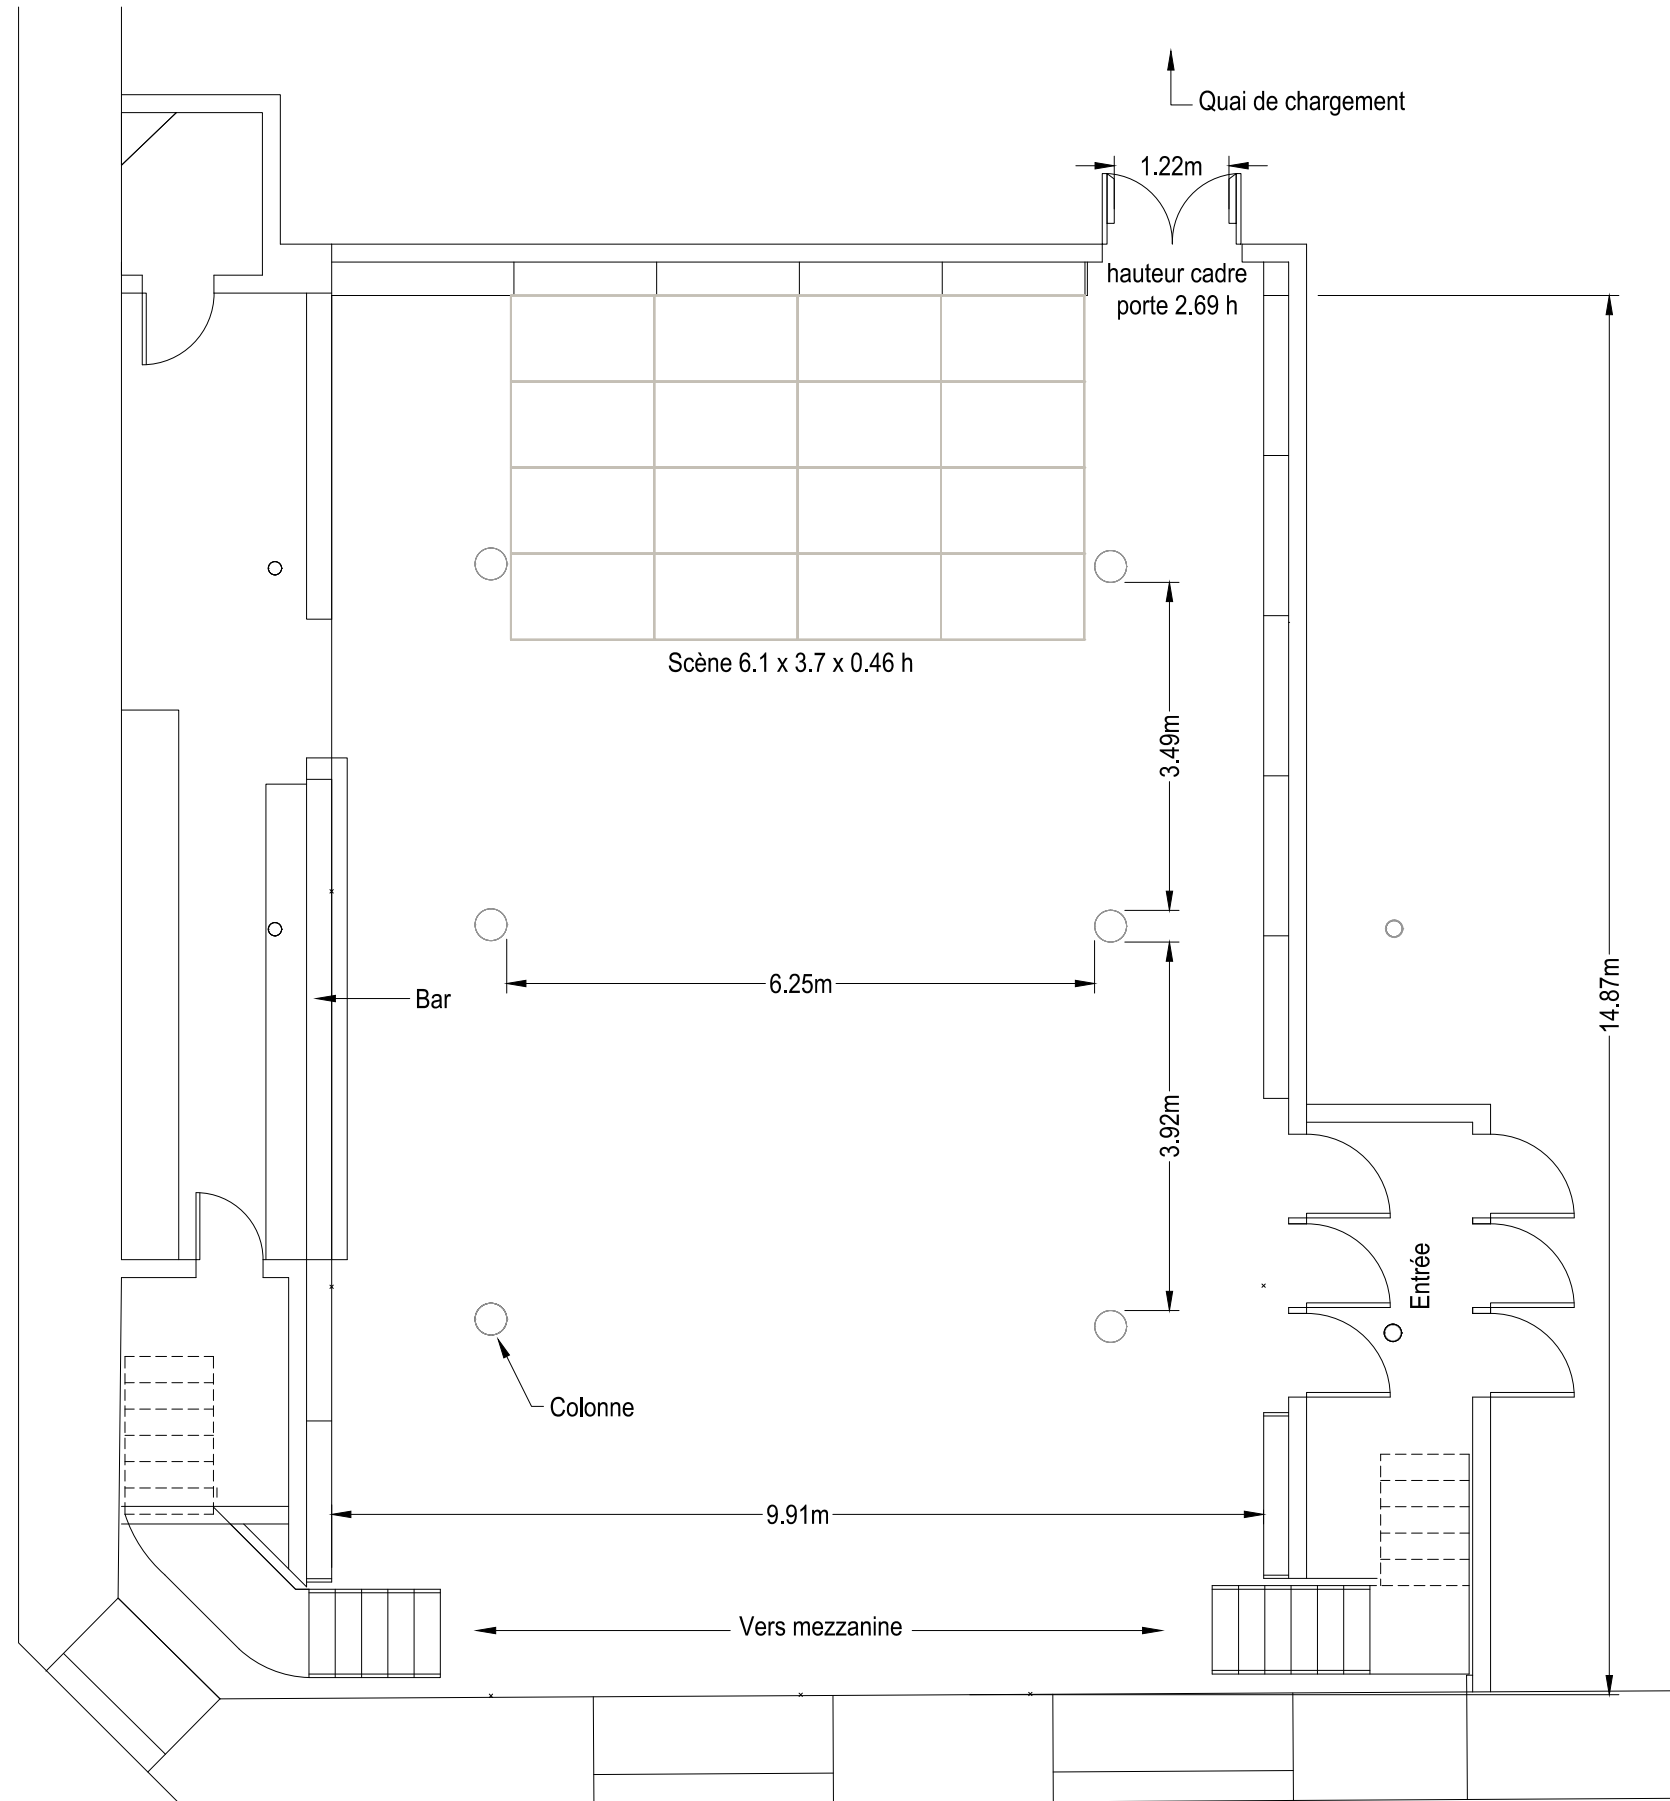 Quai de chargement
1.22m
hauteur cadre
porte 2.69 h
Scène 6.1 x 3.7 x 0.46 h
3.49m
6.25m
Bar
14.87m
3.92m
Entrée
Colonne
9.91m
Vers mezzanine